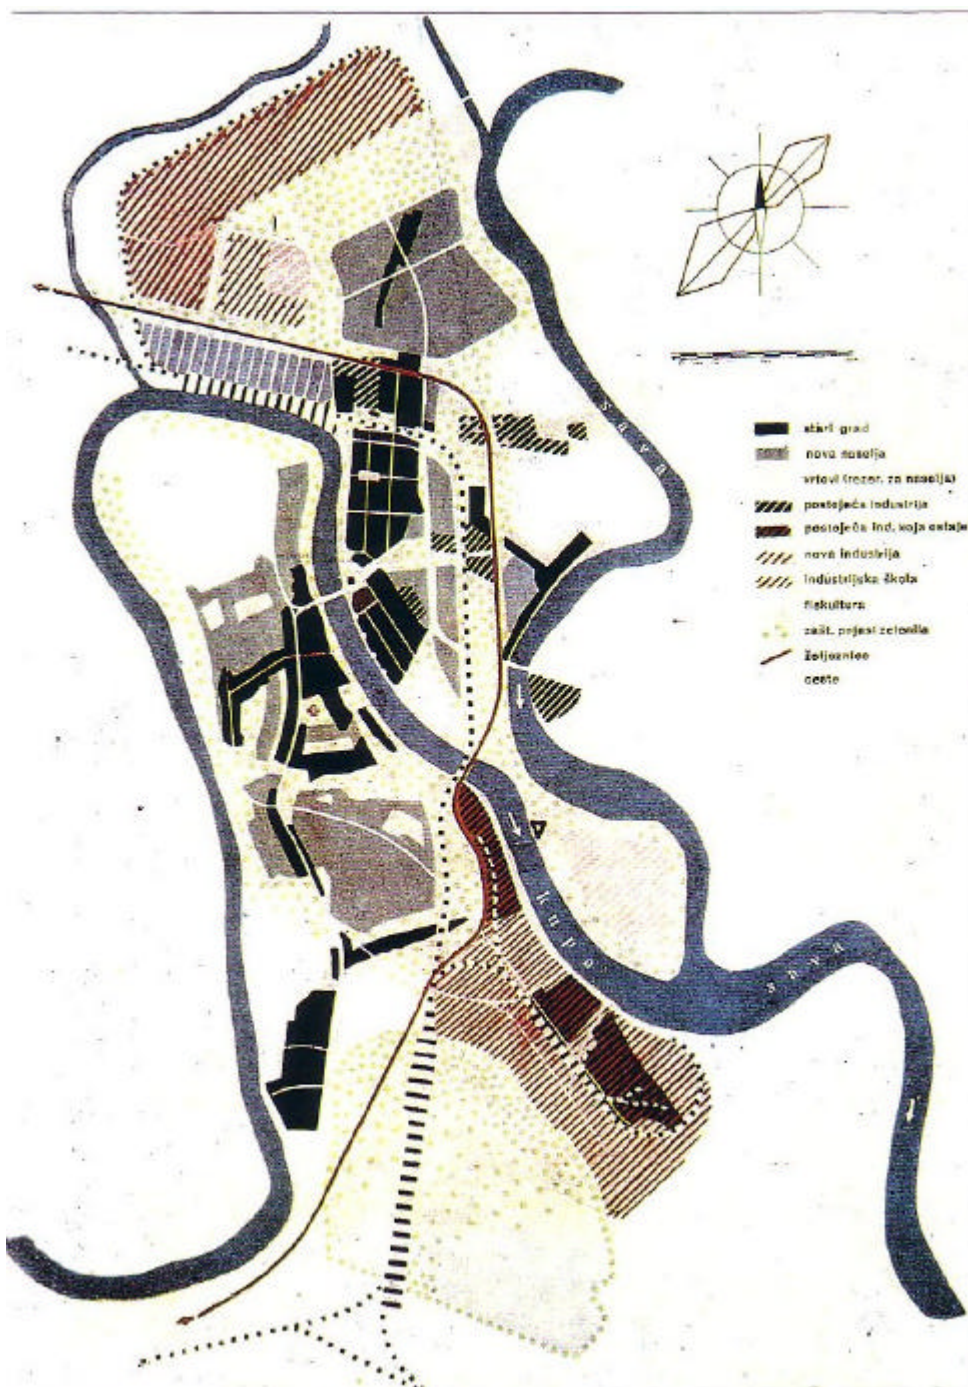 sava
stari grad
nova naselja
vrtovi (rezer. za naselja)
postojeća industrija
postojeća ind. koja ostaje
nova industrija
industrijska škola
fiskultura
zašt. pojasi zelenila
željeznice
ceste
kupa
sava